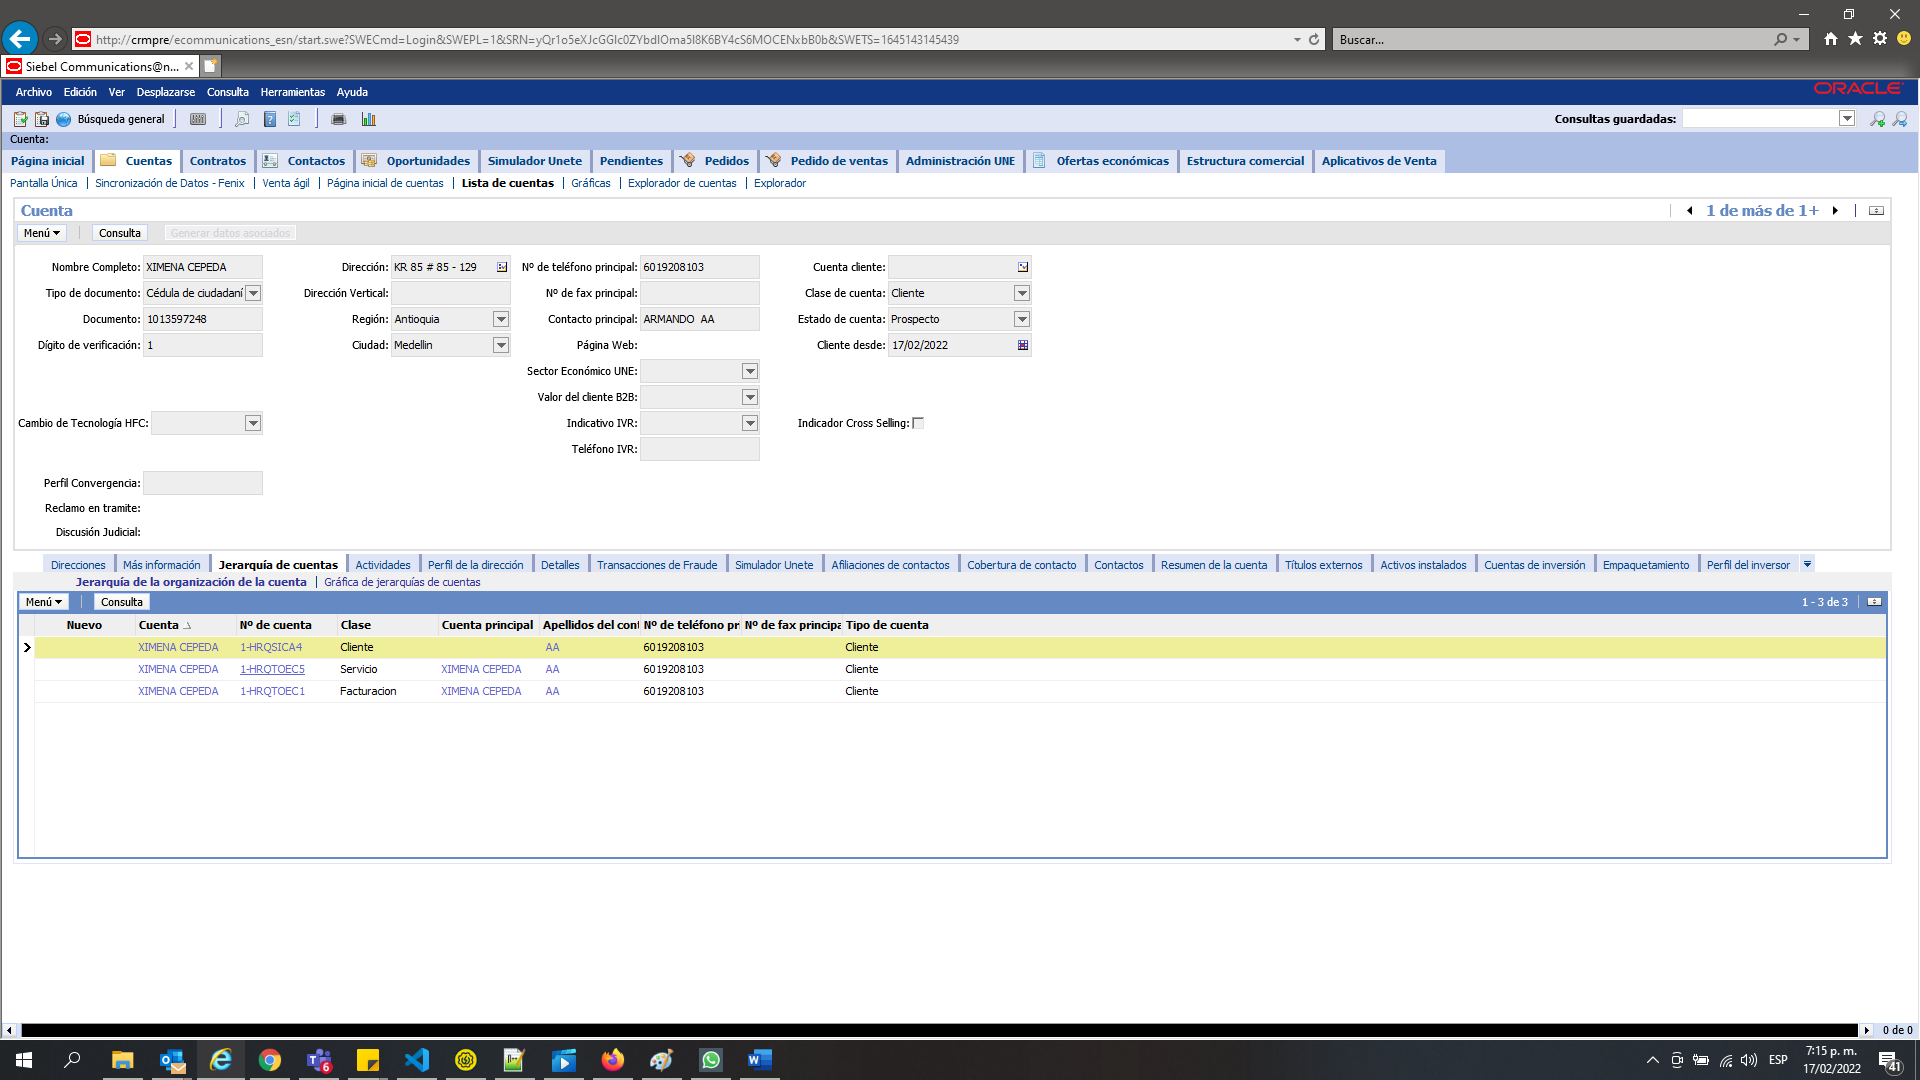 http://crmpre/ecommunications_esn/start.swe?SWECmd=Login&SWEPL=1&SRN=yQr1o5eXJcGGIc0ZYbdIOma5I8K6BY4cS6MOCENxbB0b&SWETS=1645143145439
Buscar...
Siebel Communications@n...
Archivo Edición Ver Desplazarse Consulta Herramientas Ayuda
ORACLE
Búsqueda general
Consultas guardadas:
Cuenta:
Página inicial Cuentas Contratos Contactos Oportunidades Simulador Unete Pendientes Pedidos Pedido de ventas Administración UNE Ofertas económicas Estructura comercial Aplicativos de Venta
Pantalla Única Sincronización de Datos - Fenix Venta ágil Página inicial de cuentas Lista de cuentas Gráficas Explorador de cuentas Explorador
Cuenta
1 de más de 1+
Menú Consulta Generar datos asociados
Nombre Completo: XIMENA CEPEDA Dirección: KR 85 # 85 - 129 Nº de teléfono principal: 6019208103 Cuenta cliente:
Tipo de documento: Cédula de ciudadaní Dirección Vertical: Nº de fax principal: Clase de cuenta: Cliente
Documento: 1013597248 Región: Antioquia Contacto principal: ARMANDO AA Estado de cuenta: Prospecto
Dígito de verificación: 1 Ciudad: Medellin Página Web: Cliente desde: 17/02/2022
Sector Económico UNE:
Valor del cliente B2B:
Cambio de Tecnología HFC: Indicativo IVR: Indicador Cross Selling:
Teléfono IVR:
Perfil Convergencia:
Reclamo en tramite:
Discusión Judicial:
Direcciones Más información Jerarquía de cuentas Actividades Perfil de la dirección Detalles Transacciones de Fraude Simulador Unete Afiliaciones de contactos Cobertura de contacto Contactos Resumen de la cuenta Títulos externos Activos instalados Cuentas de inversión Empaquetamiento Perfil del inversor
Jerarquía de la organización de la cuenta Gráfica de jerarquías de cuentas
Menú Consulta 1 - 3 de 3
Nuevo Cuenta Nº de cuenta Clase Cuenta principal Apellidos del cont Nº de teléfono pr Nº de fax principa Tipo de cuenta
XIMENA CEPEDA 1-HRQSICA4 Cliente AA 6019208103 Cliente
XIMENA CEPEDA 1-HRQTOEC5 Servicio XIMENA CEPEDA AA 6019208103 Cliente
XIMENA CEPEDA 1-HRQTOEC1 Facturacion XIMENA CEPEDA AA 6019208103 Cliente
0 de 0
6
ESP
7:15 p. m.
17/02/2022
41